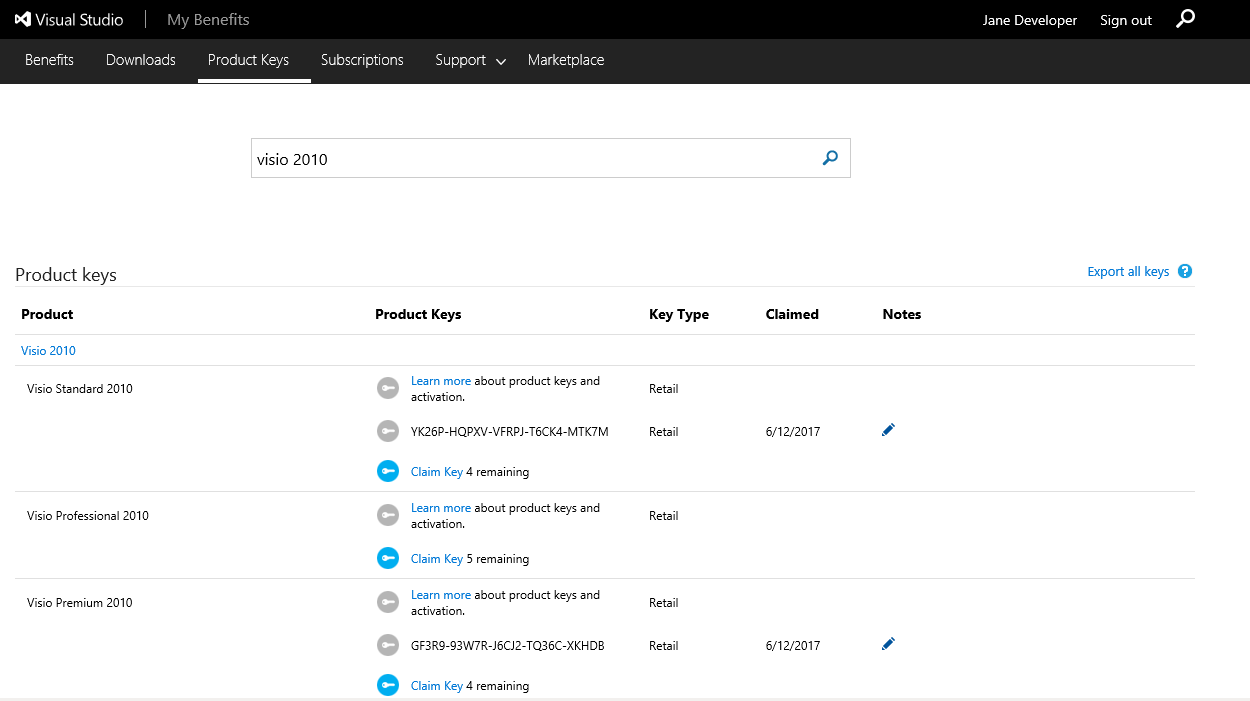 Visual Studio | My Benefits Jane Developer Sign out
Benefits Downloads Product Keys Subscriptions Support Marketplace
visio 2010
Product keys Export all keys ?
Product Product Keys Key Type Claimed Notes
Visio 2010
Visio Standard 2010 Learn more about product keys and activation. Retail
YK26P-HQPXV-VFRPJ-T6CK4-MTK7M Retail 6/12/2017
Claim Key 4 remaining
Visio Professional 2010 Learn more about product keys and activation. Retail
Claim Key 5 remaining
Visio Premium 2010 Learn more about product keys and activation. Retail
GF3R9-93W7R-J6CJ2-TQ36C-XKHDB Retail 6/12/2017
Claim Key 4 remaining